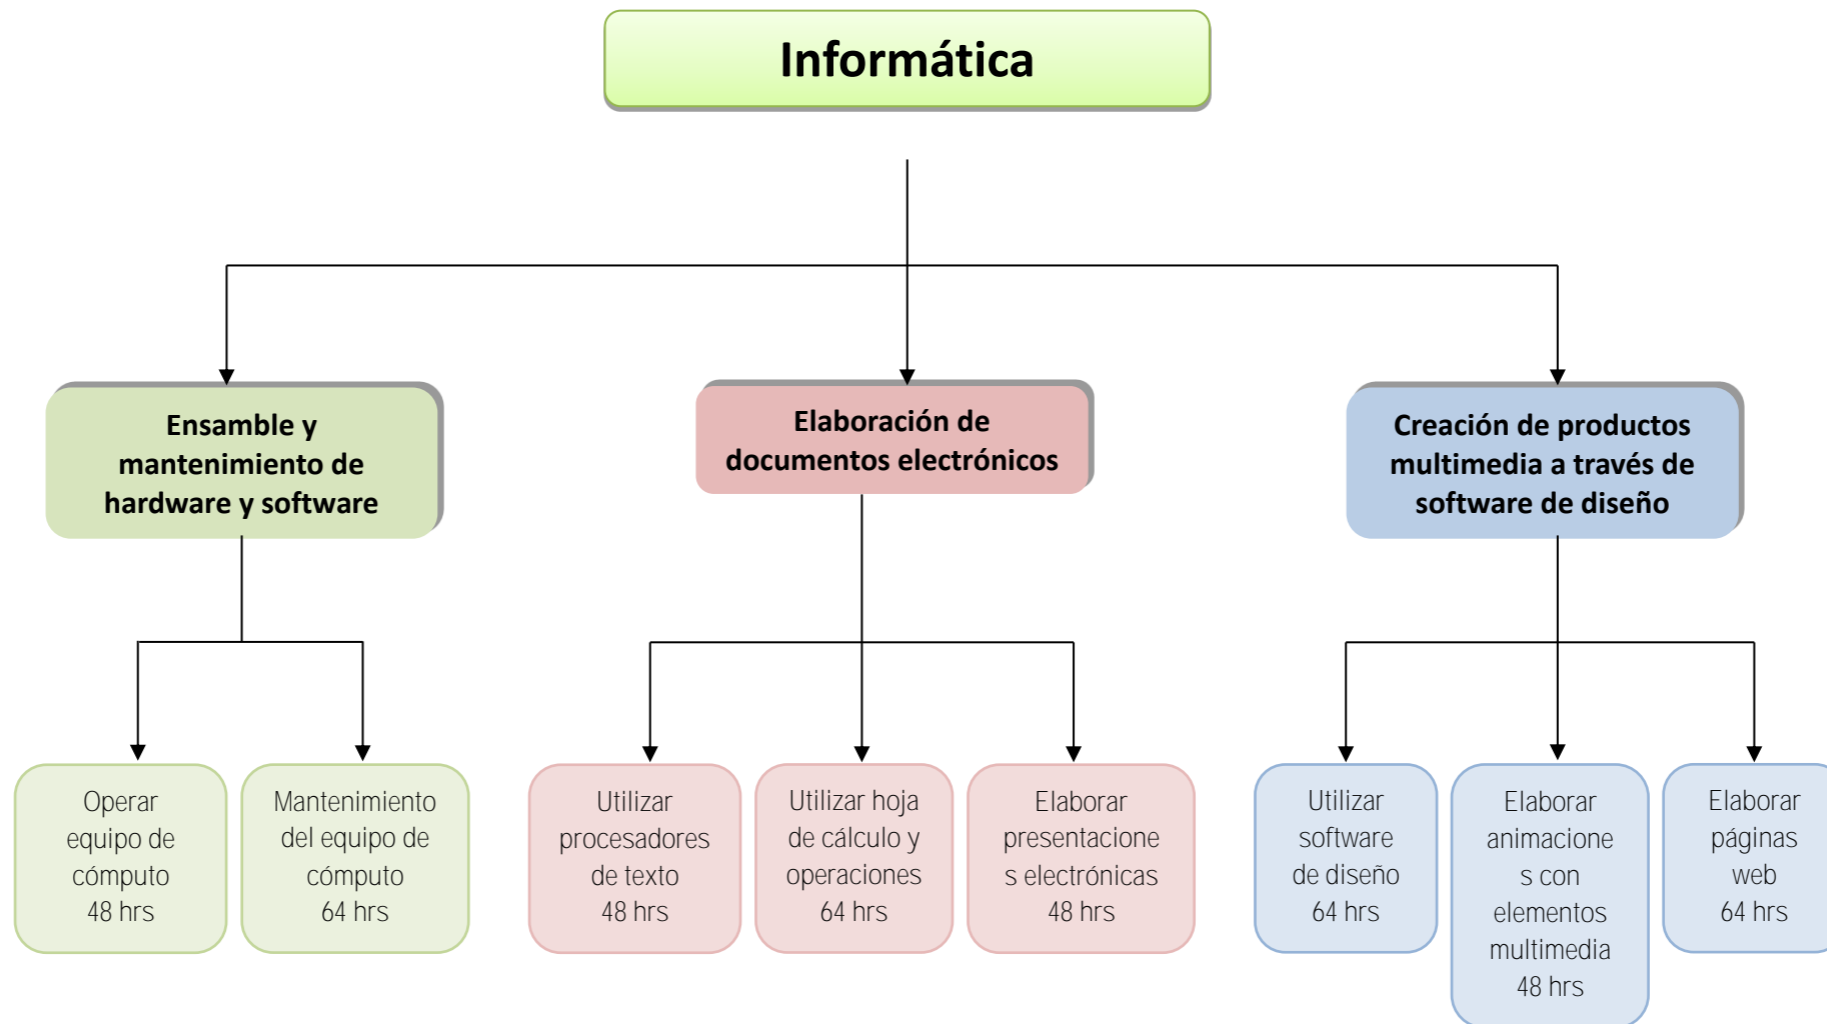 Informática
Ensamble y
mantenimiento de
hardware y software
Elaboración de
documentos electrónicos
Creación de productos
multimedia a través de
software de diseño
Operar
equipo de
cómputo
48 hrs
Mantenimiento
del equipo de
cómputo
64 hrs
Utilizar
procesadores
de texto
48 hrs
Utilizar hoja
de cálculo y
operaciones
64 hrs
Elaborar
presentacione
s electrónicas
48 hrs
Utilizar
software
de diseño
64 hrs
Elaborar
animacione
s con
elementos
multimedia
48 hrs
Elaborar
páginas
web
64 hrs